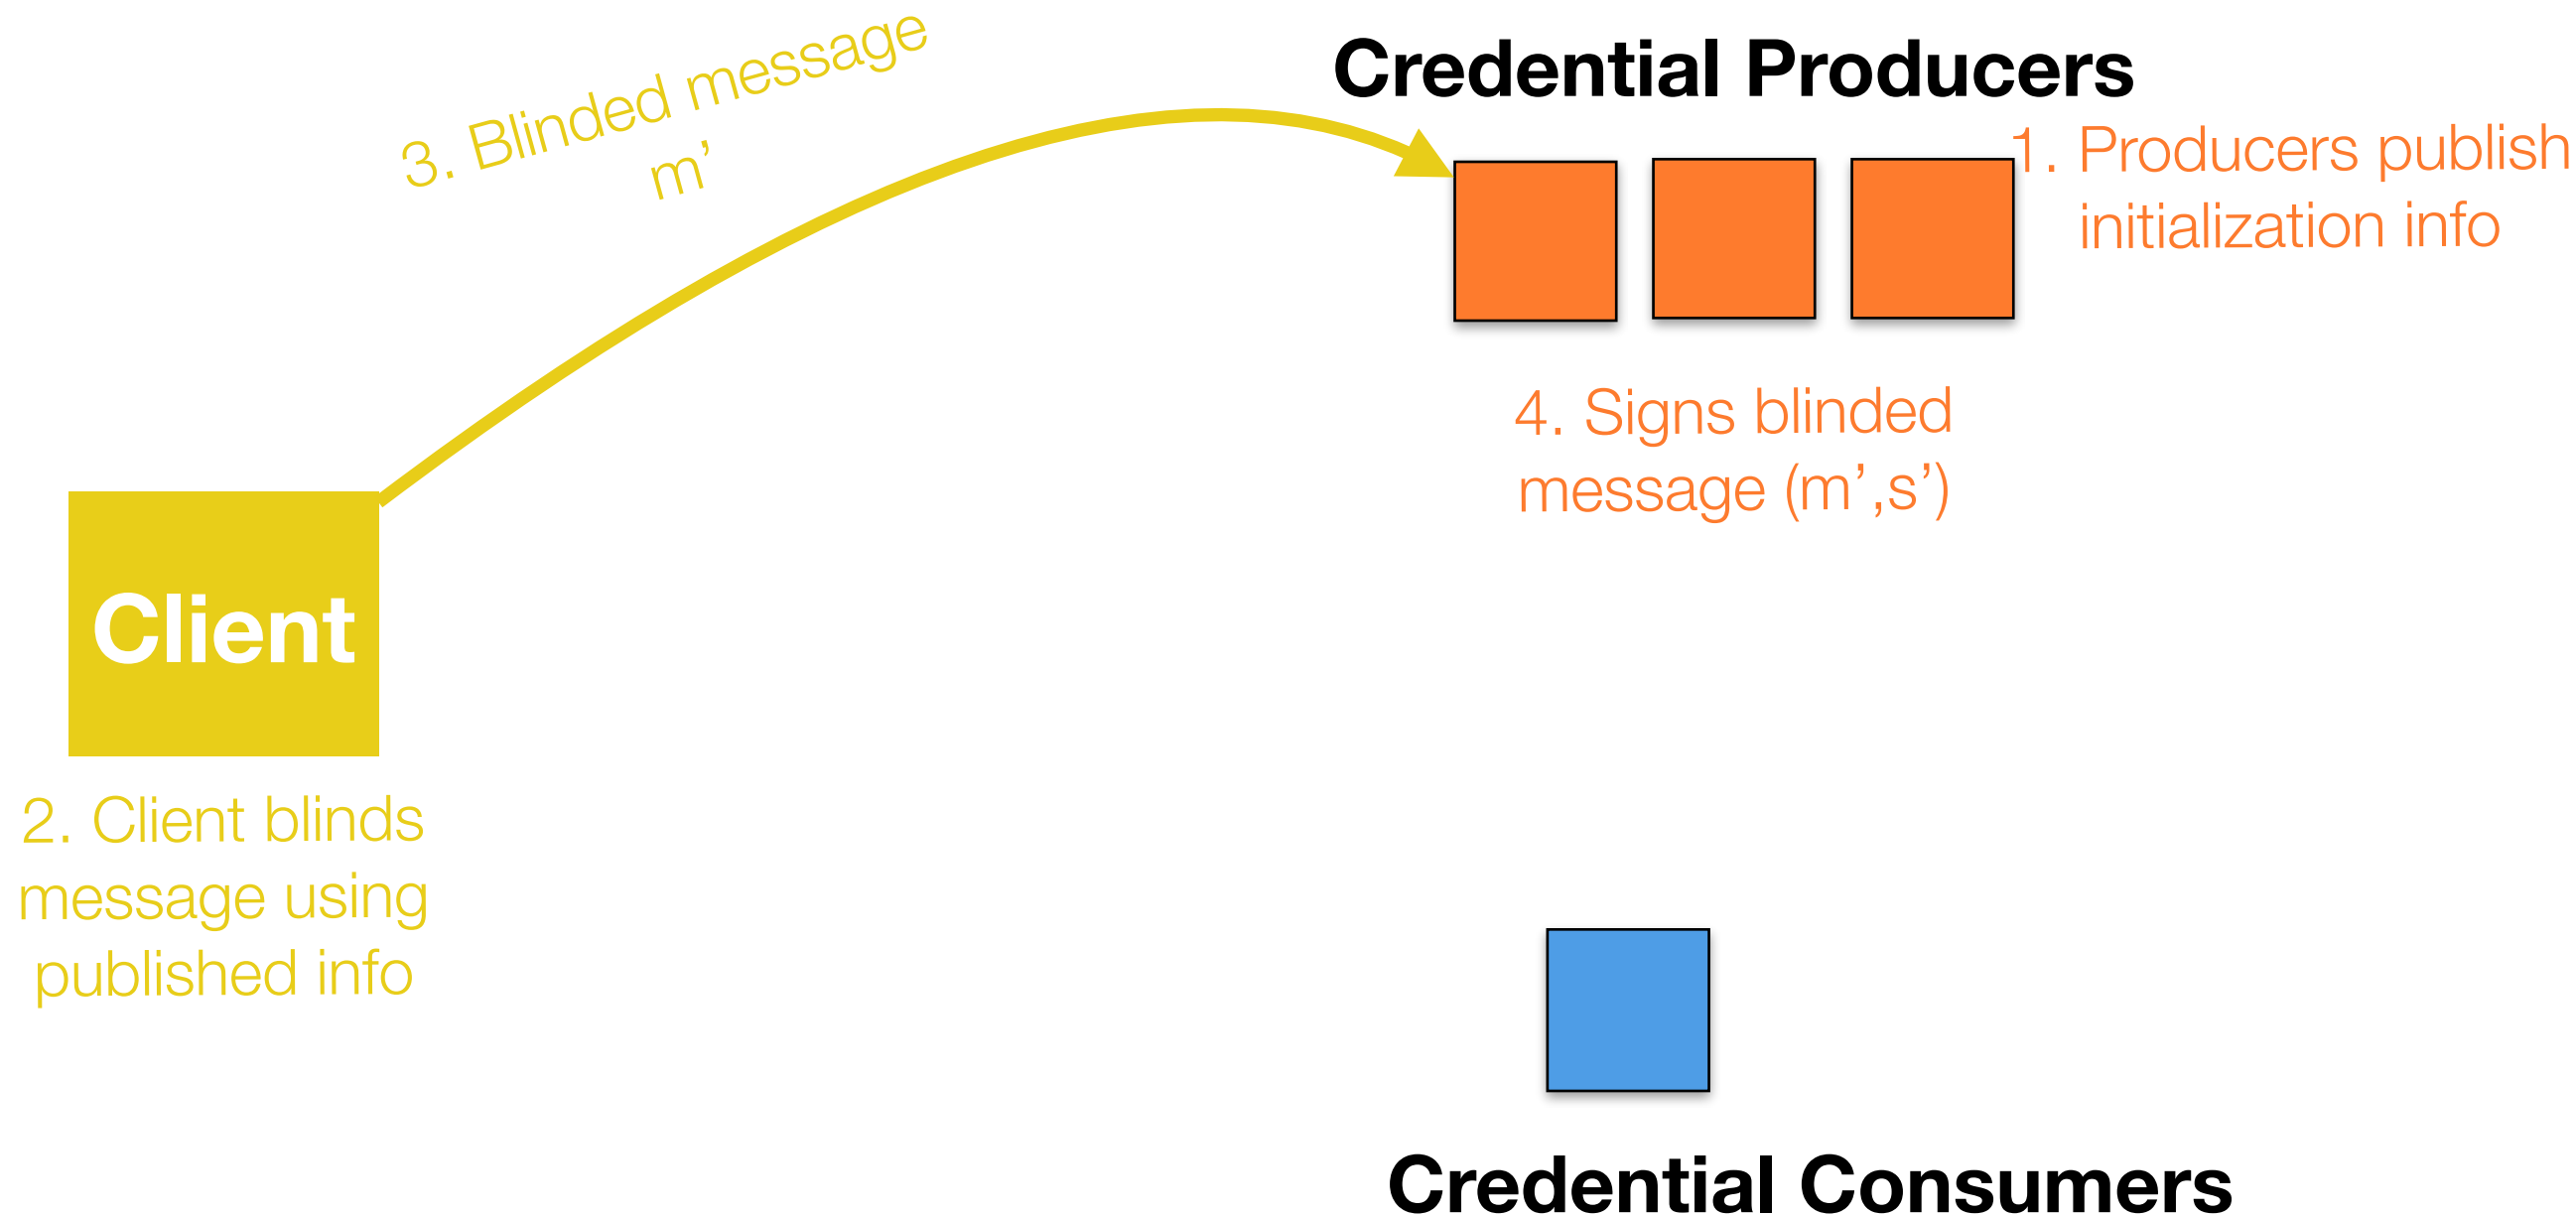 3. Blinded message
m’
Credential Producers
1. Producers publish
initialization info
4. Signs blinded
message (m’,s’)
Client
2. Client blinds
message using
published info
Credential Consumers